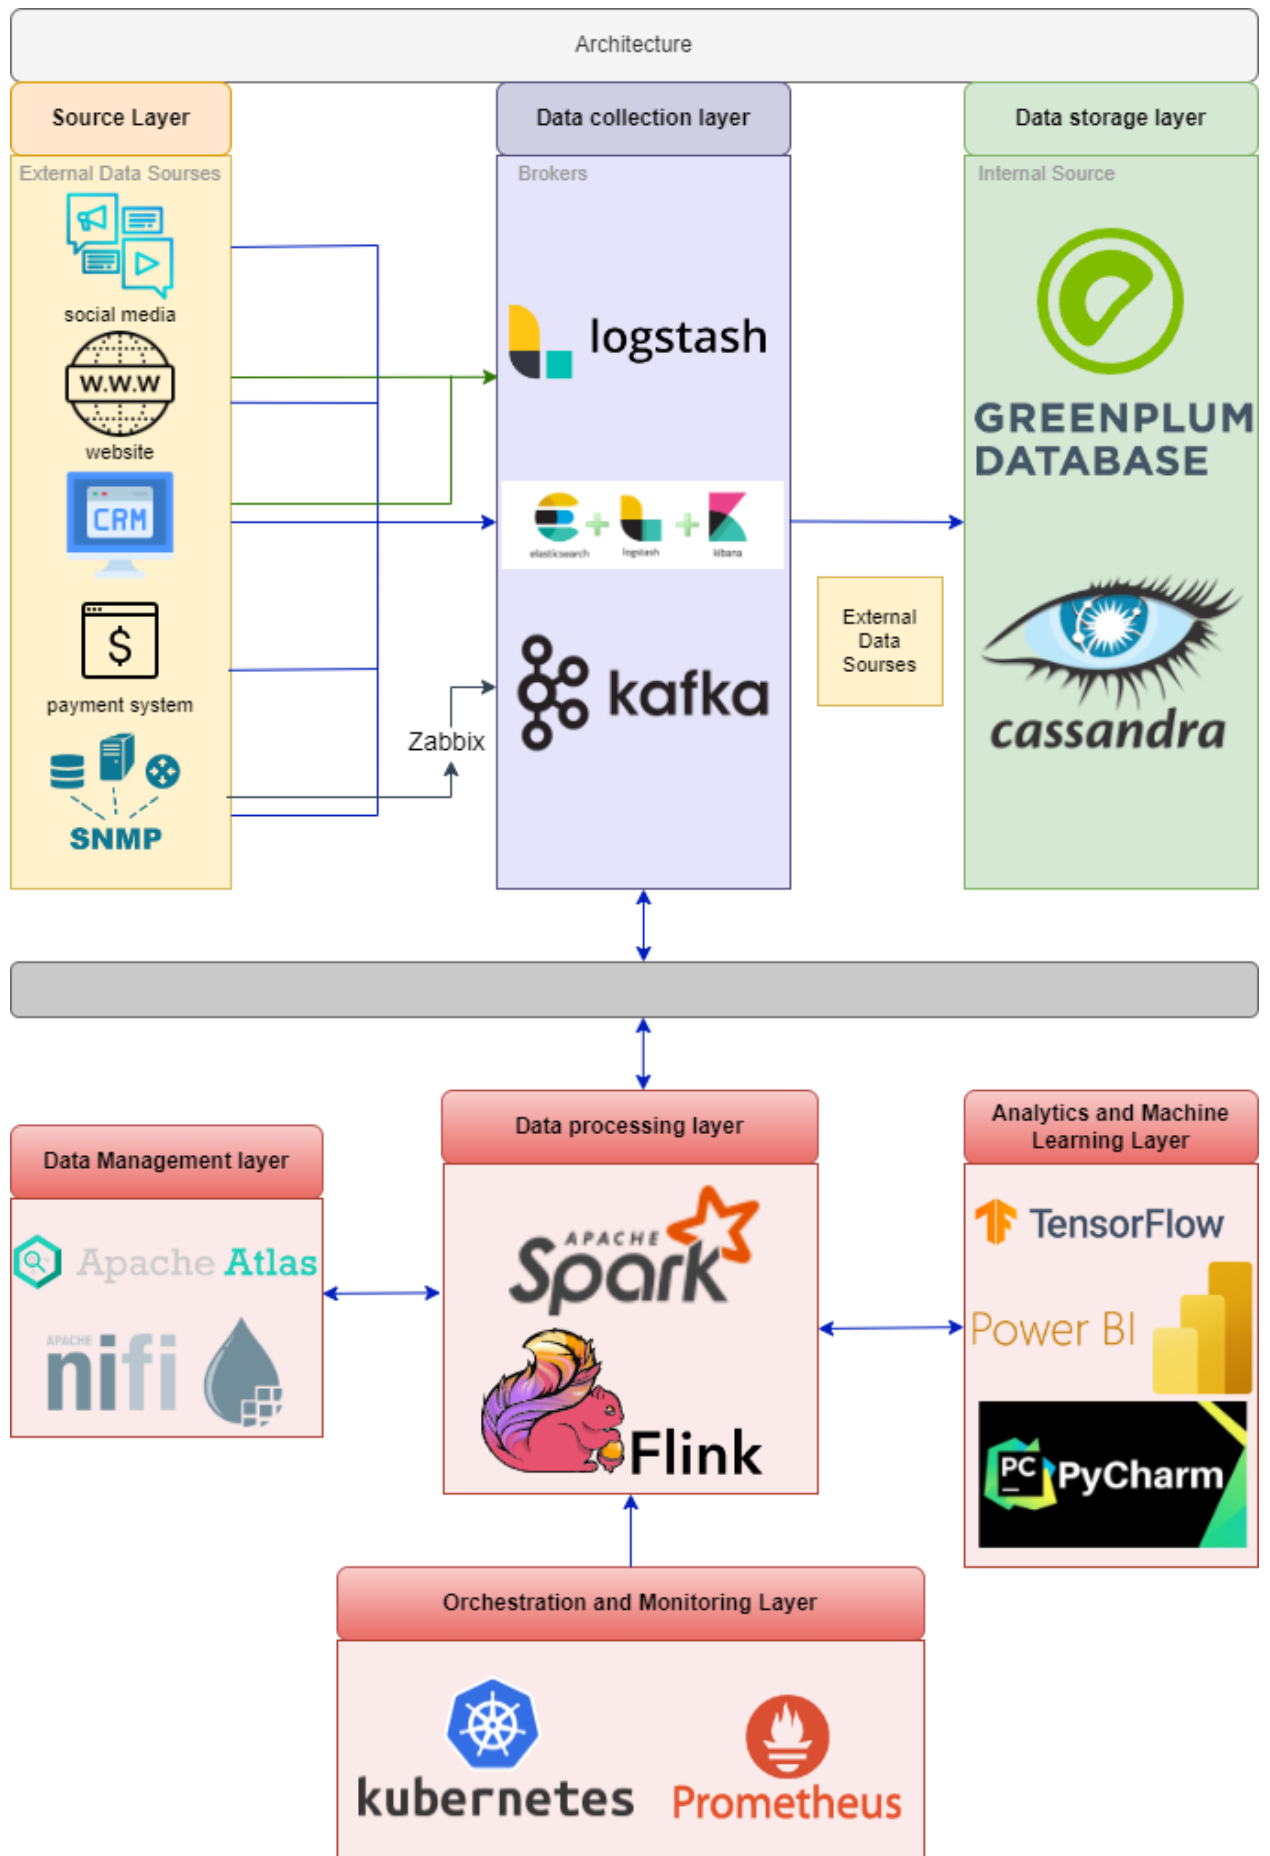 Architecture
Source Layer
External Data Sourses
social media
W.W.W
website
CRM
$
payment system
SNMP
Zabbix
Data collection layer
Brokers
logstash
elasticsearch
+
logstash
+
kibana
kafka
External
Data
Sourses
Data storage layer
Internal Source
GREENPLUM
DATABASE
cassandra
Data Management layer
Apache Atlas
APACHE
nifi
Data processing layer
APACHE
Spark
Flink
Analytics and Machine
Learning Layer
TensorFlow
Power BI
PC
PyCharm
Orchestration and Monitoring Layer
kubernetes
Prometheus